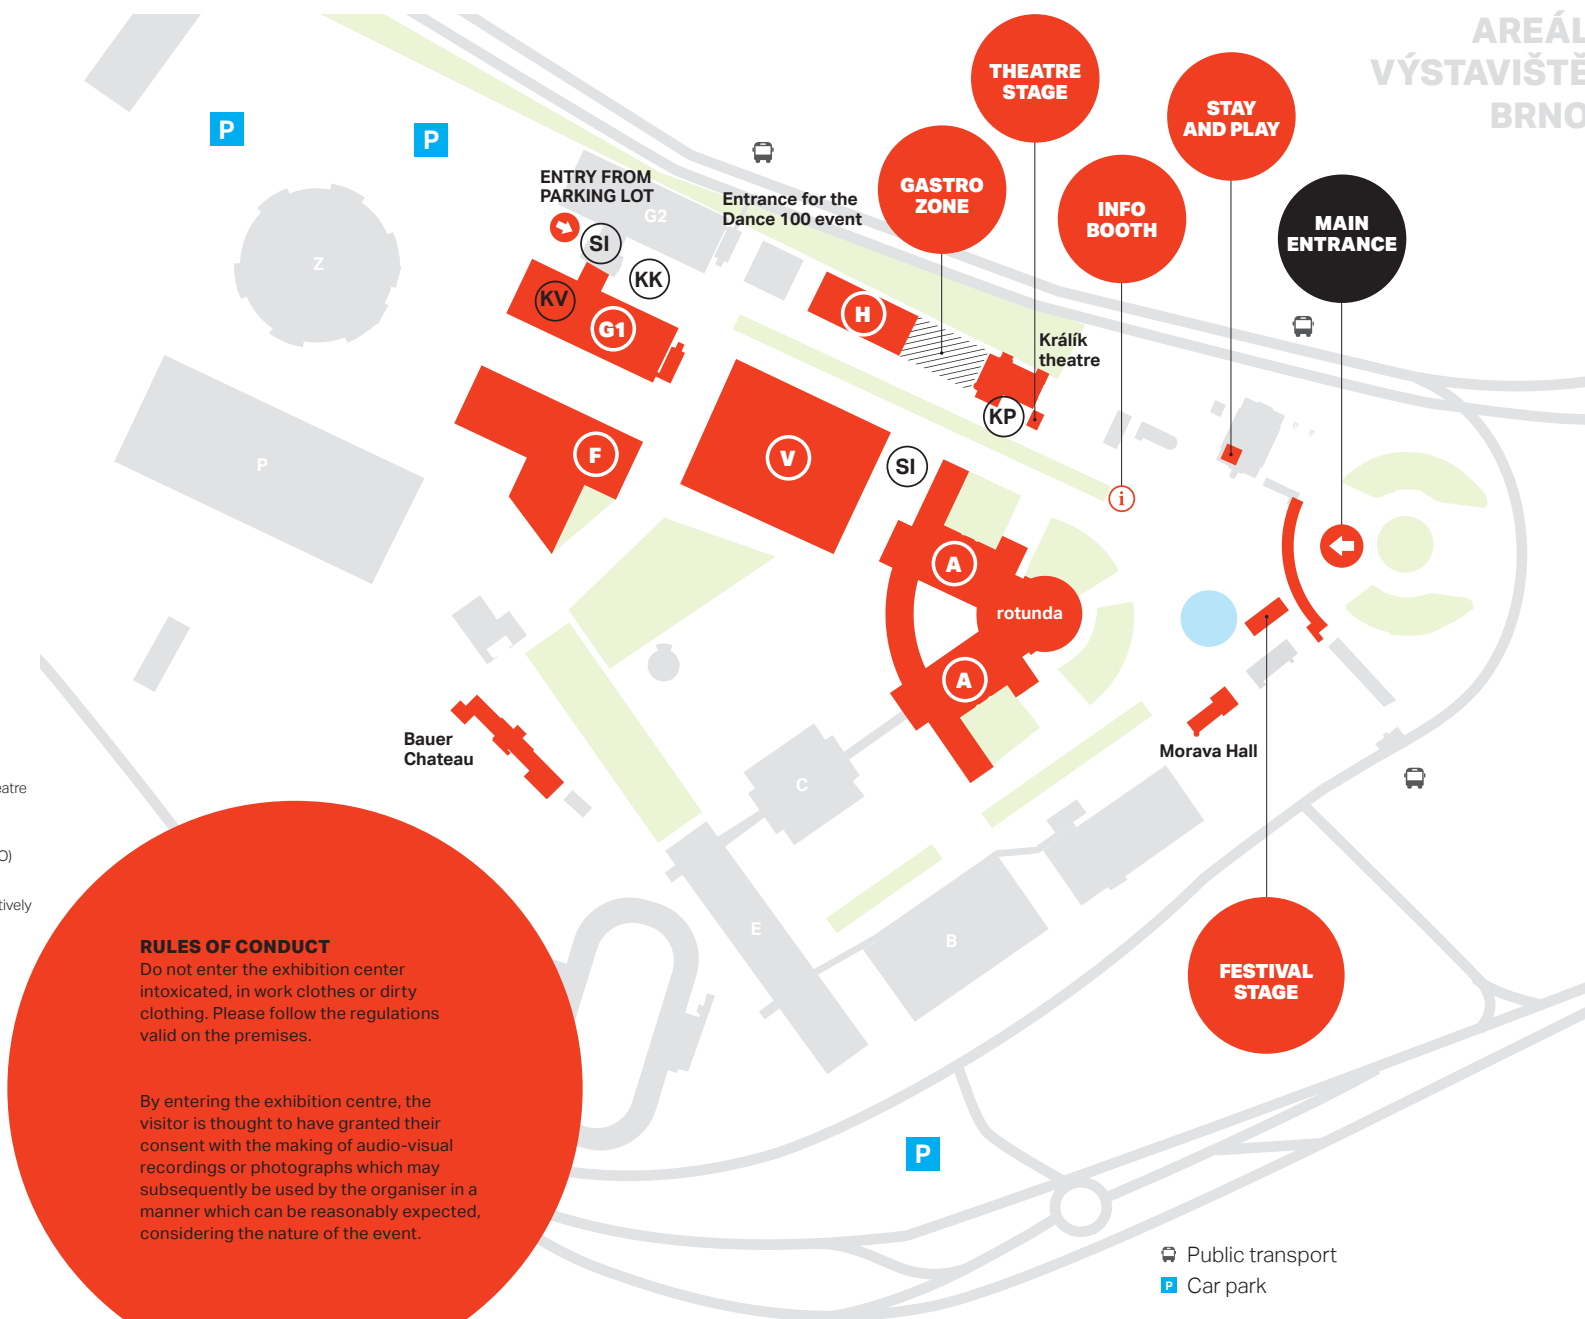 AREÁL
VÝSTAVIŠTĚ
BRNO
THEATRE
STAGE
STAY
AND PLAY
GASTRO
ZONE
INFO
BOOTH
MAIN
ENTRANCE
P
P
ENTRY FROM
PARKING LOT
G2
Entrance for the
Dance 100 event
SI
KK
KV
G1
Z
H
Králík
theatre
KP
F
V
SI
P
i
A
rotunda
A
Bauer
Chateau
Morava Hall
C
E
B
FESTIVAL
STAGE
RULES OF CONDUCT
Do not enter the exhibition center
intoxicated, in work clothes or dirty
clothing. Please follow the regulations
valid on the premises.
By entering the exhibition centre, the
visitor is thought to have granted their
consent with the making of audio-visual
recordings or photographs which may
subsequently be used by the organiser in a
manner which can be reasonably expected,
considering the nature of the event.
P
Public transport
P Car park